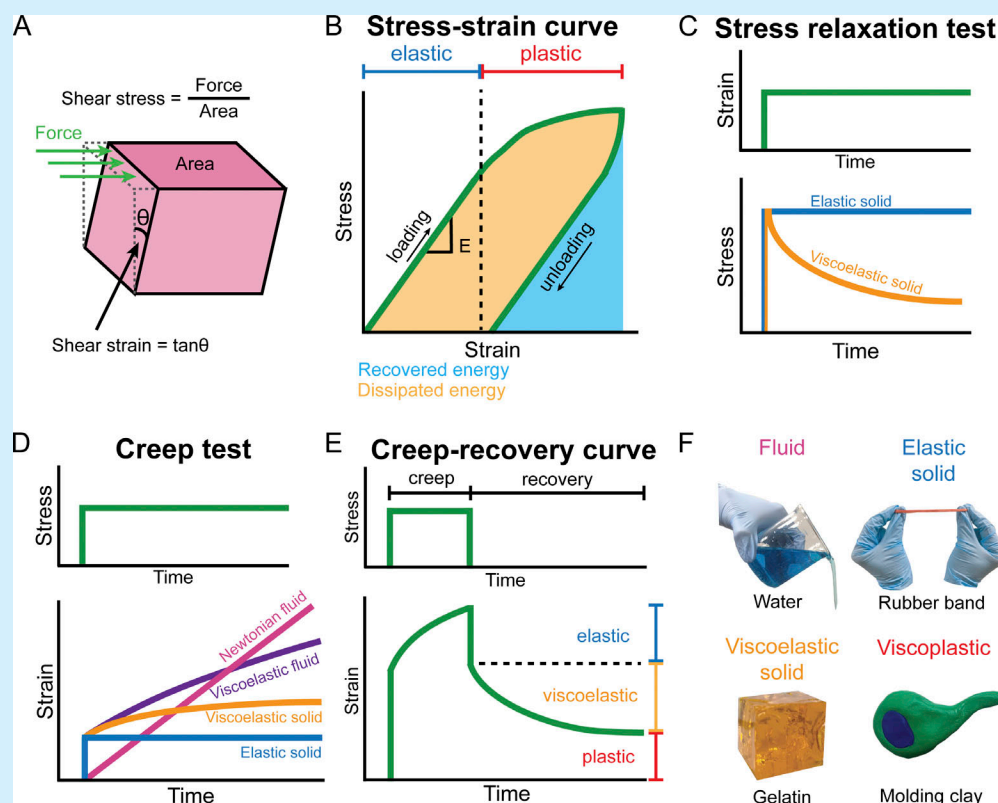 A
Shear stress =
Force
Area
Force
Area
θ
Shear strain = tanθ
B
Stress-strain curve
elastic
plastic
Stress
loading
E
unloading
Strain
Recovered energy
Dissipated energy
C
Stress relaxation test
Strain
Time
Stress
Elastic solid
Viscoelastic solid
Time
D
Creep test
Stress
Time
Strain
Newtonian fluid
Viscoelastic fluid
Viscoelastic solid
Elastic solid
Time
E
Creep-recovery curve
creep
recovery
Stress
Time
Strain
elastic
viscoelastic
plastic
Time
F
Fluid
Elastic
solid
Water
Rubber band
Viscoelastic
solid
Viscoplastic
Gelatin
Molding clay